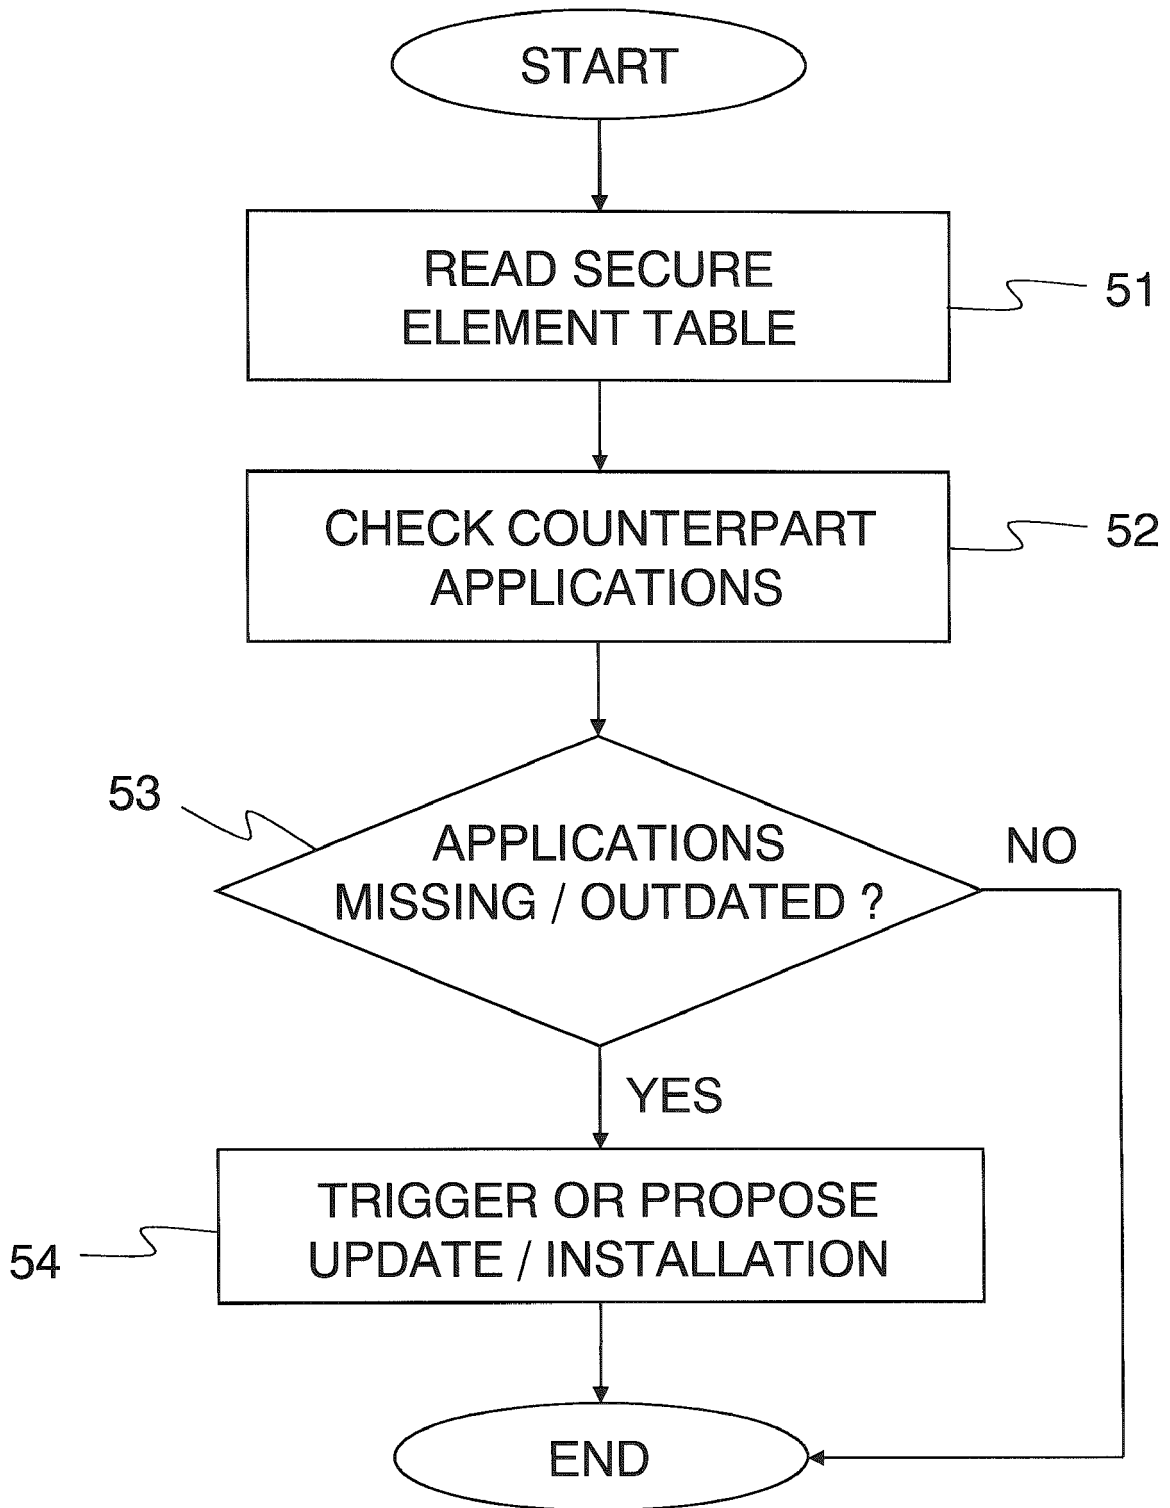 START
READ SECURE
ELEMENT TABLE
51
CHECK COUNTERPART
APPLICATIONS
52
53
APPLICATIONS
MISSING / OUTDATED ?
NO
YES
TRIGGER OR PROPOSE
UPDATE / INSTALLATION
54
END